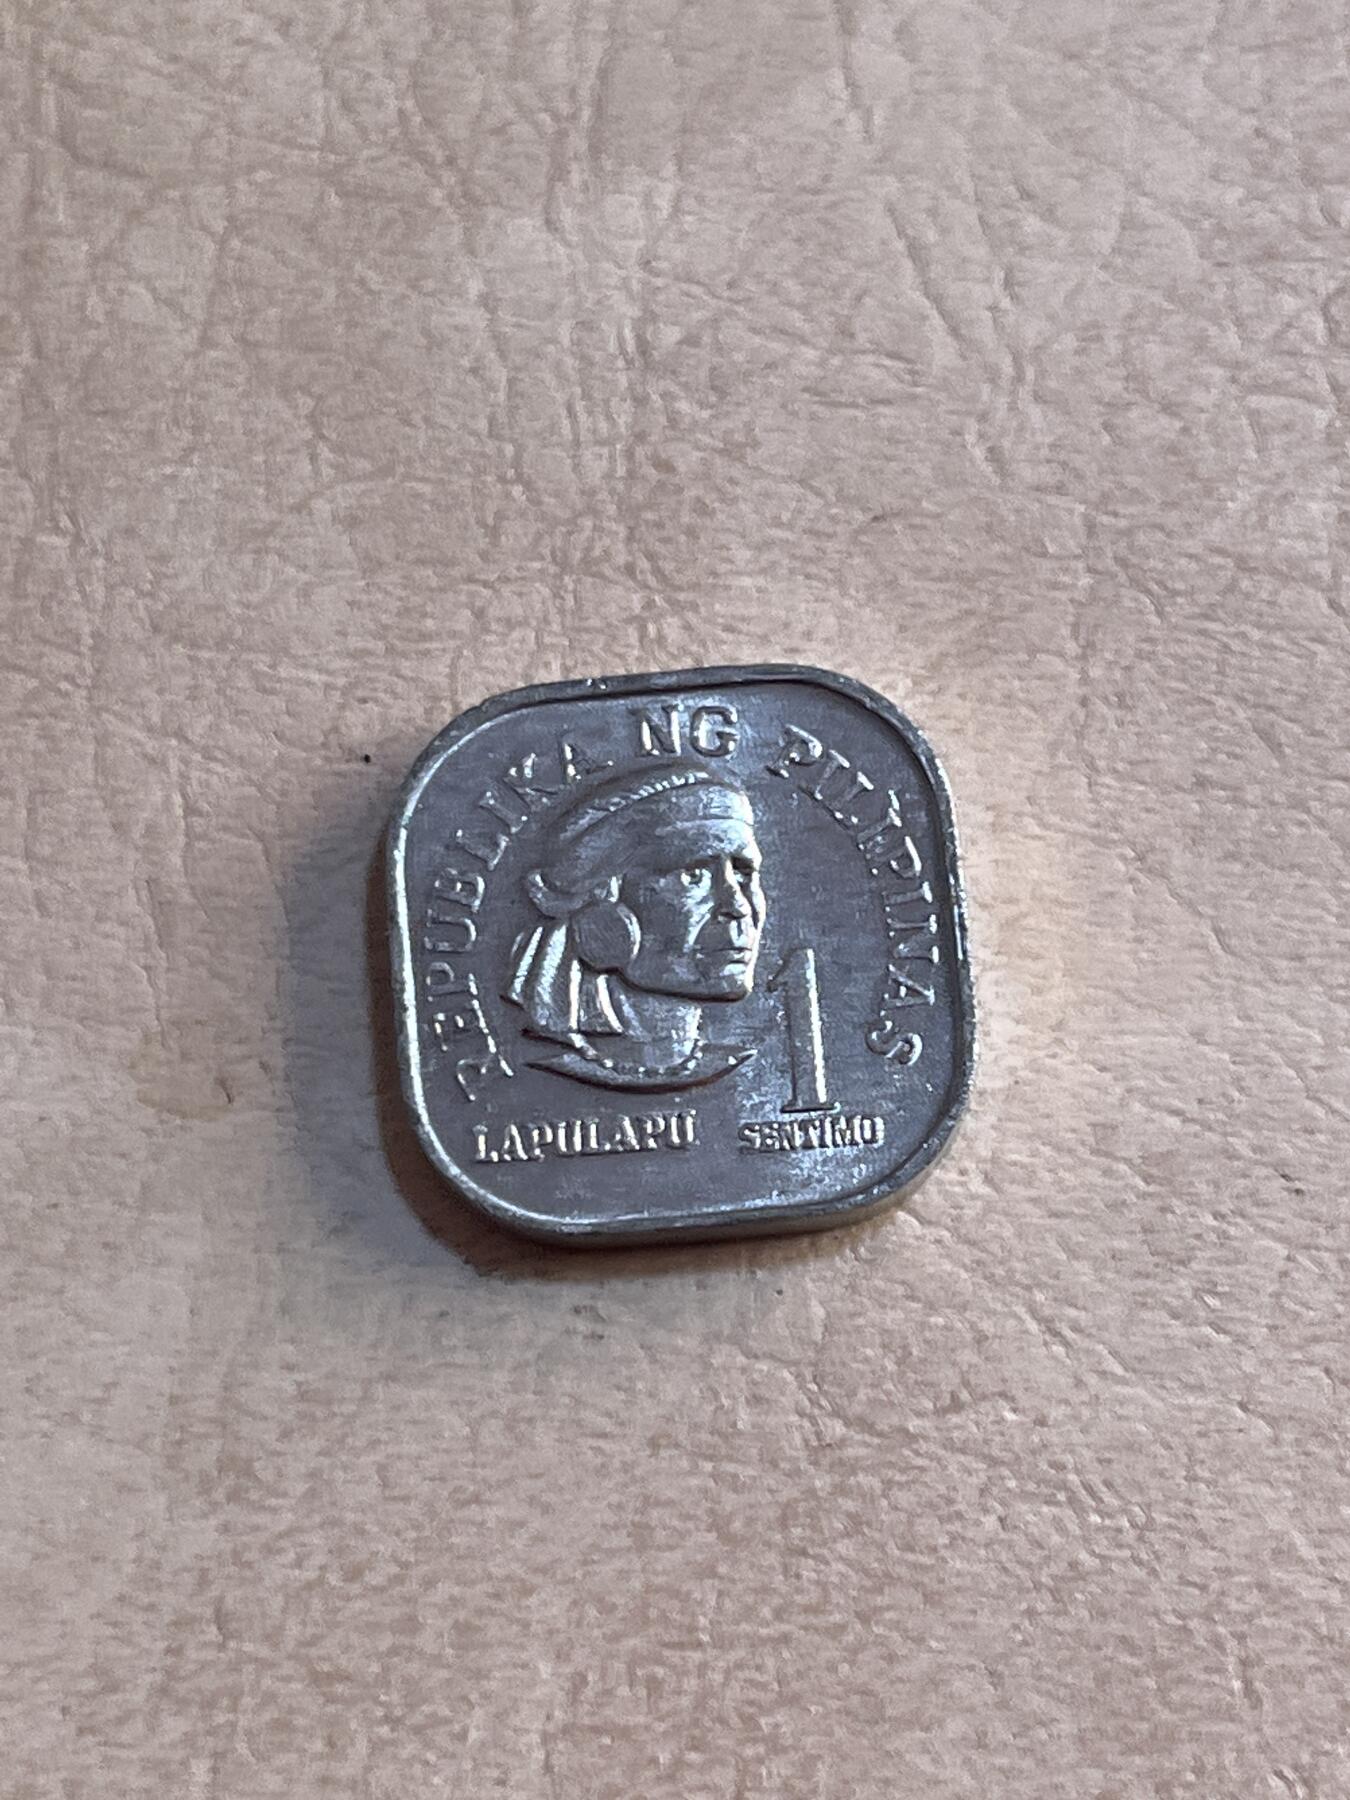 REPUBLIKA NG PILIPINAS
1
LAPULAPU SENTIMO